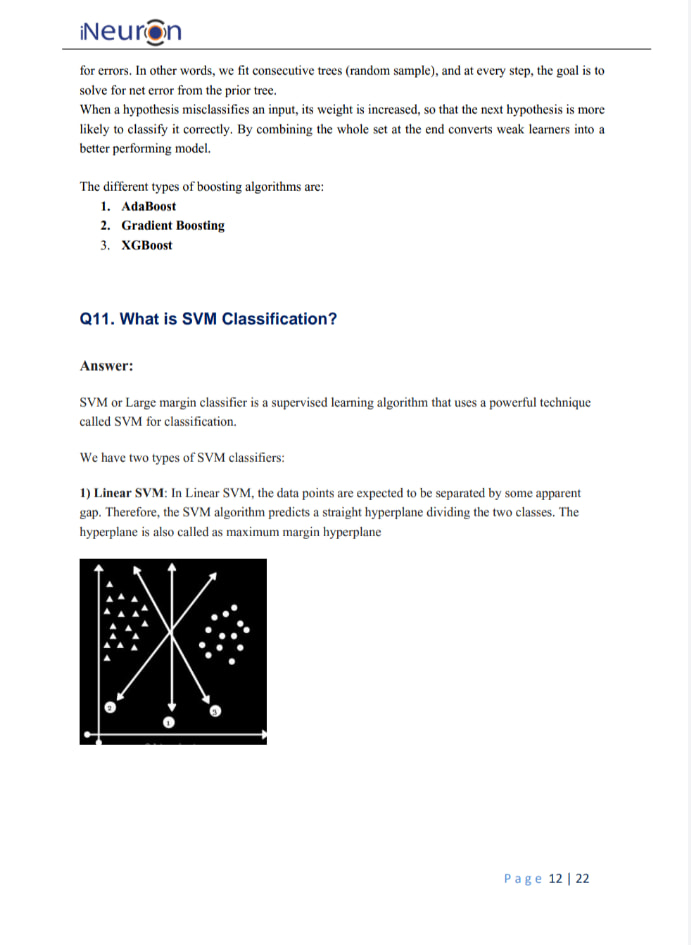 iNeuron
for errors. In other words, we fit consecutive trees (random sample), and at every step, the goal is to
solve for net error from the prior tree.
When a hypothesis misclassifies an input, its weight is increased, so that the next hypothesis is more
likely to classify it correctly. By combining the whole set at the end converts weak learners into a
better performing model.
The different types of boosting algorithms are:
1. AdaBoost
2. Gradient Boosting
3. XGBoost
Q11. What is SVM Classification?
Answer:
SVM or Large margin classifier is a supervised learning algorithm that uses a powerful technique
called SVM for classification.
We have two types of SVM classifiers:
1) Linear SVM: In Linear SVM, the data points are expected to be separated by some apparent
gap. Therefore, the SVM algorithm predicts a straight hyperplane dividing the two classes. The
hyperplane is also called as maximum margin hyperplane
2
3
1
Page 12 | 22